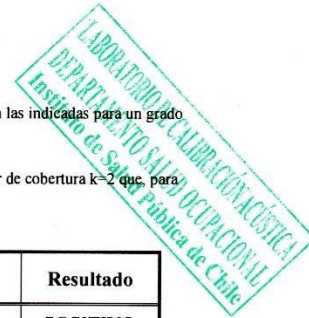 LABORATORIO DE CALIBRACIÓN ACÚSTICA
DEPARTAMENTO SALUD OCUPACIONAL
Instituto de Salud Pública de Chile
las indicadas para un grado
de cobertura k=2 que, para
Resultado